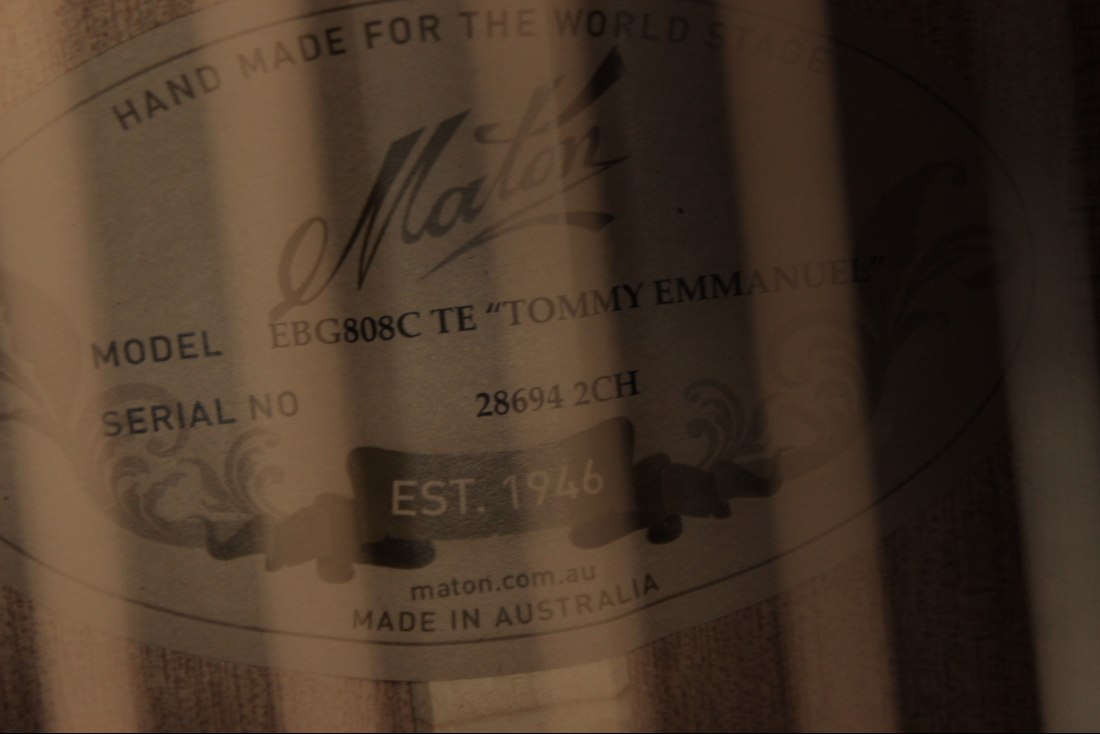 HAND MADE FOR THE WORLD STAGE
Maton
MODEL EBG808C TE “TOMMY EMMANUEL”
SERIAL NO 28694 2CH
EST. 1946
maton.com.au
MADE IN AUSTRALIA